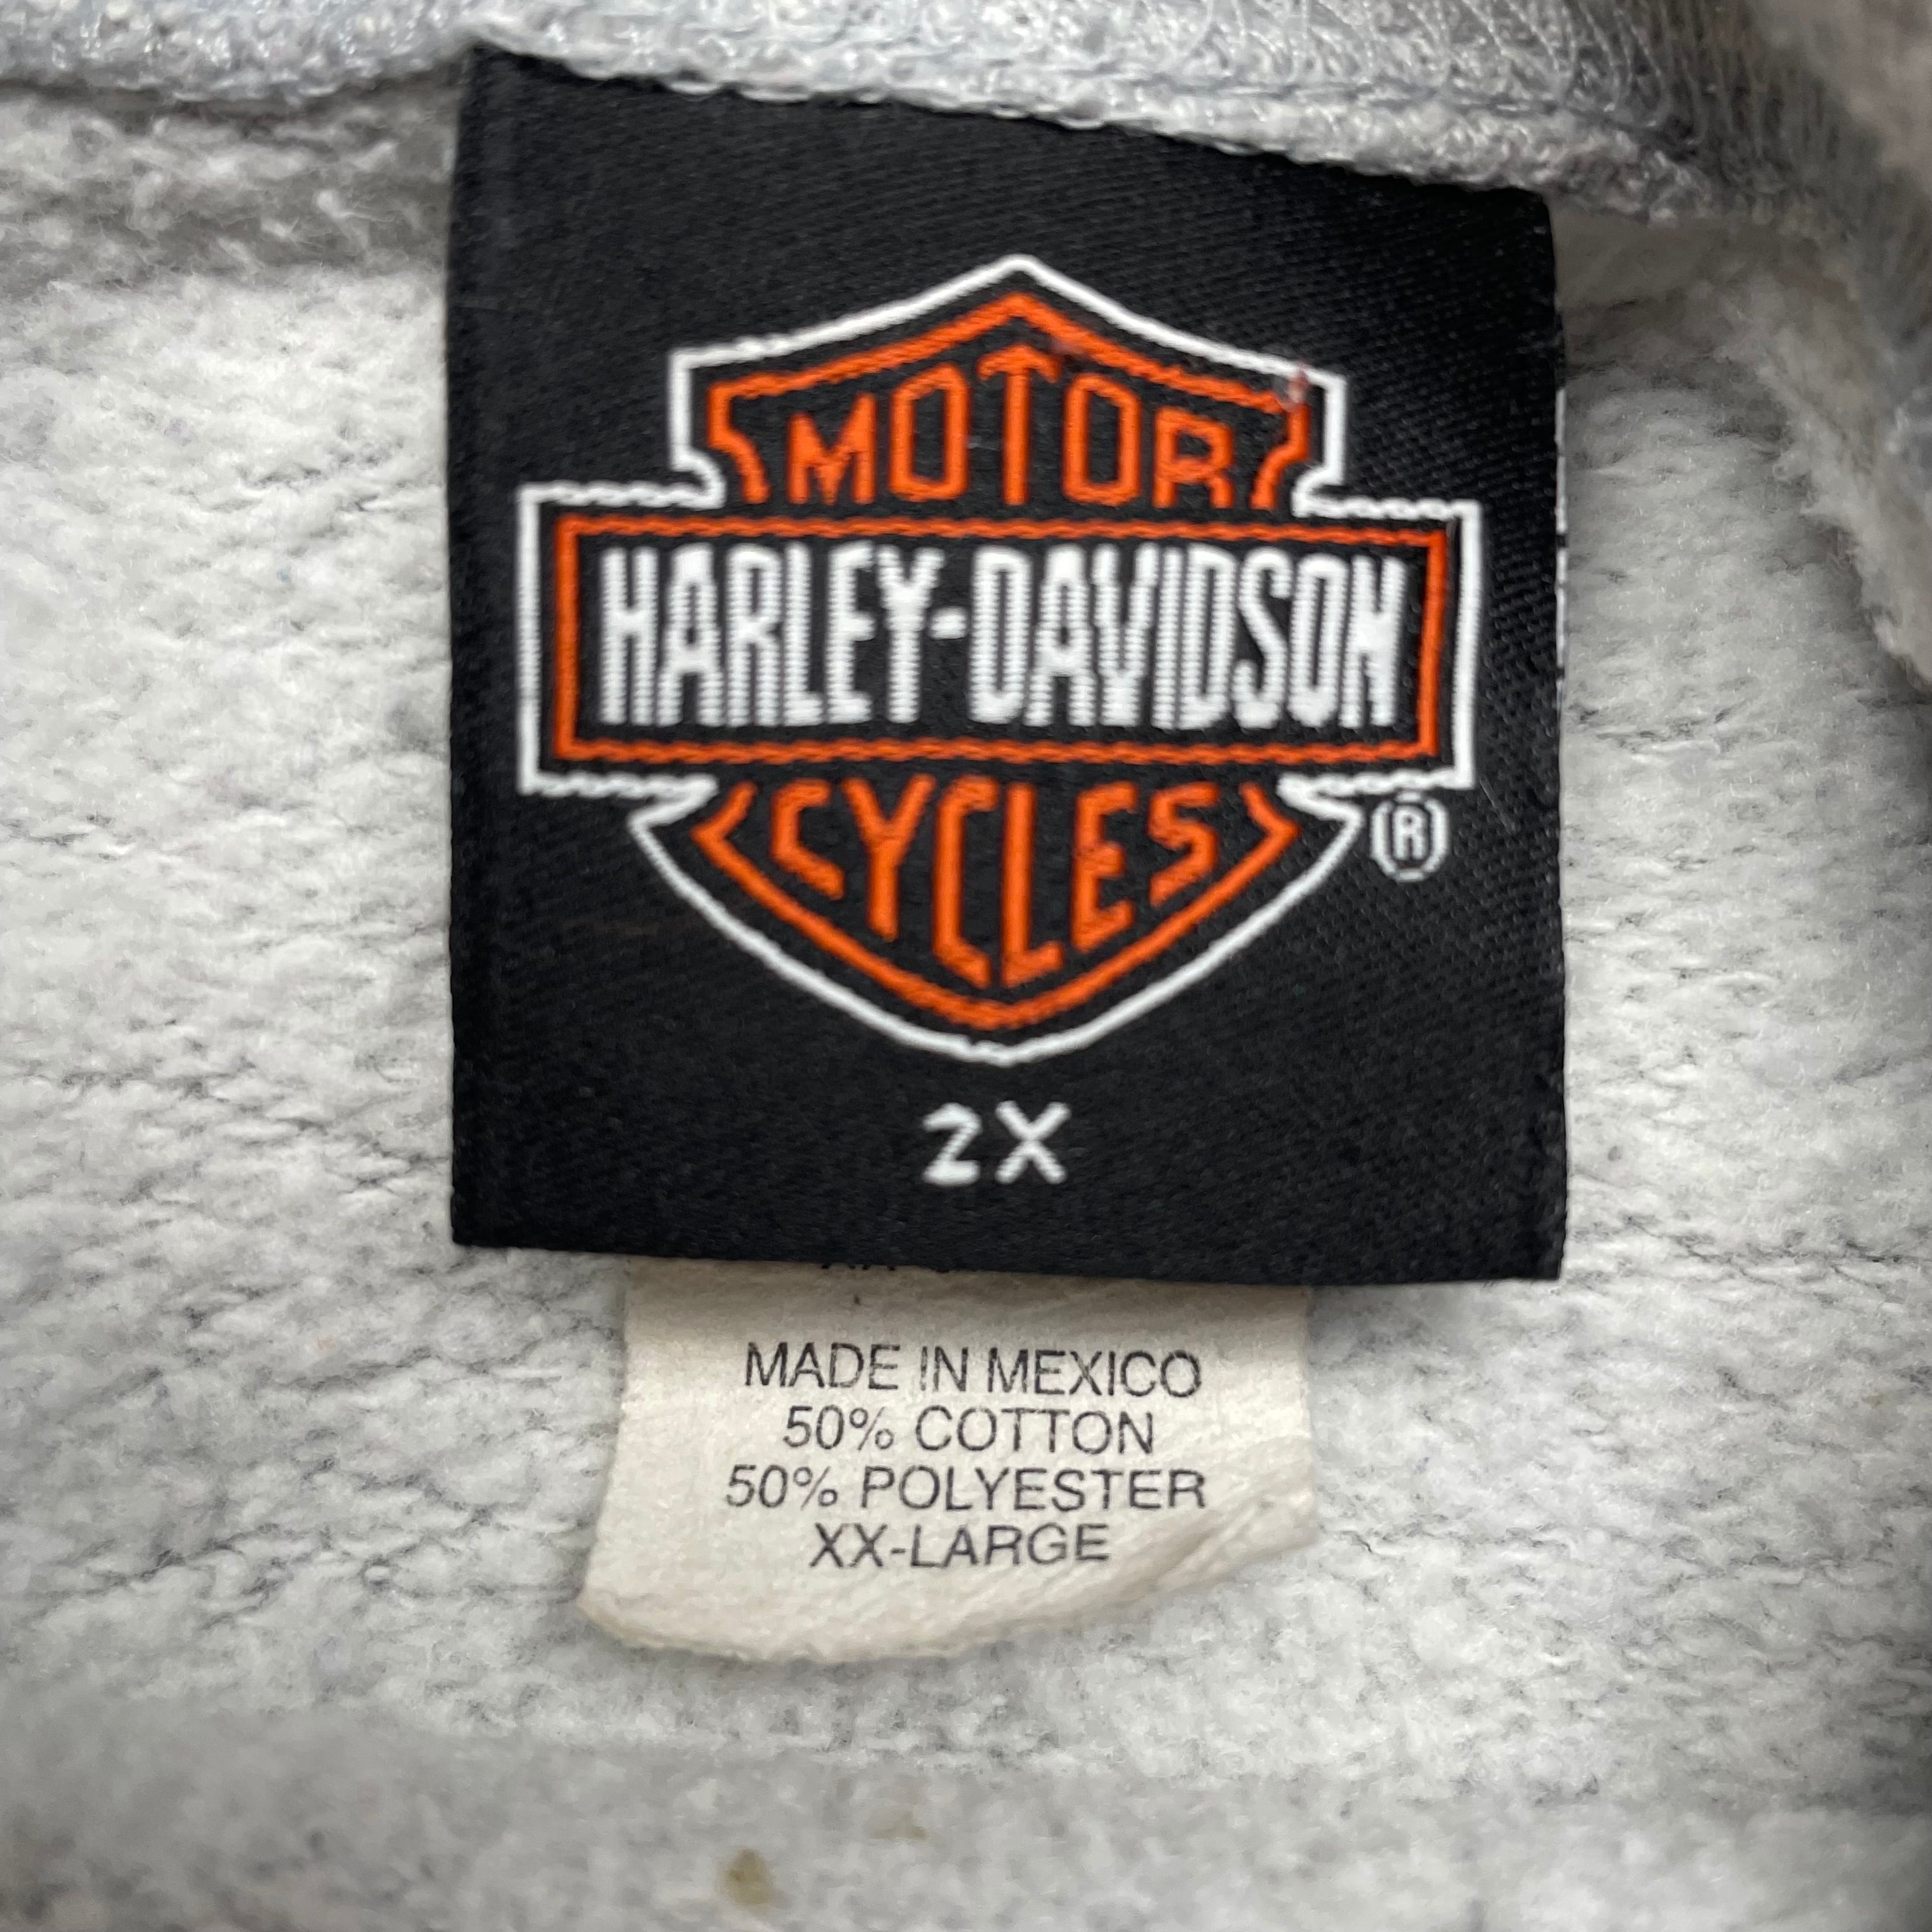 MOTOR
HARLEY-DAVIDSON
CYCLES
®
2X
MADE IN MEXICO
50% COTTON
50% POLYESTER
XX-LARGE